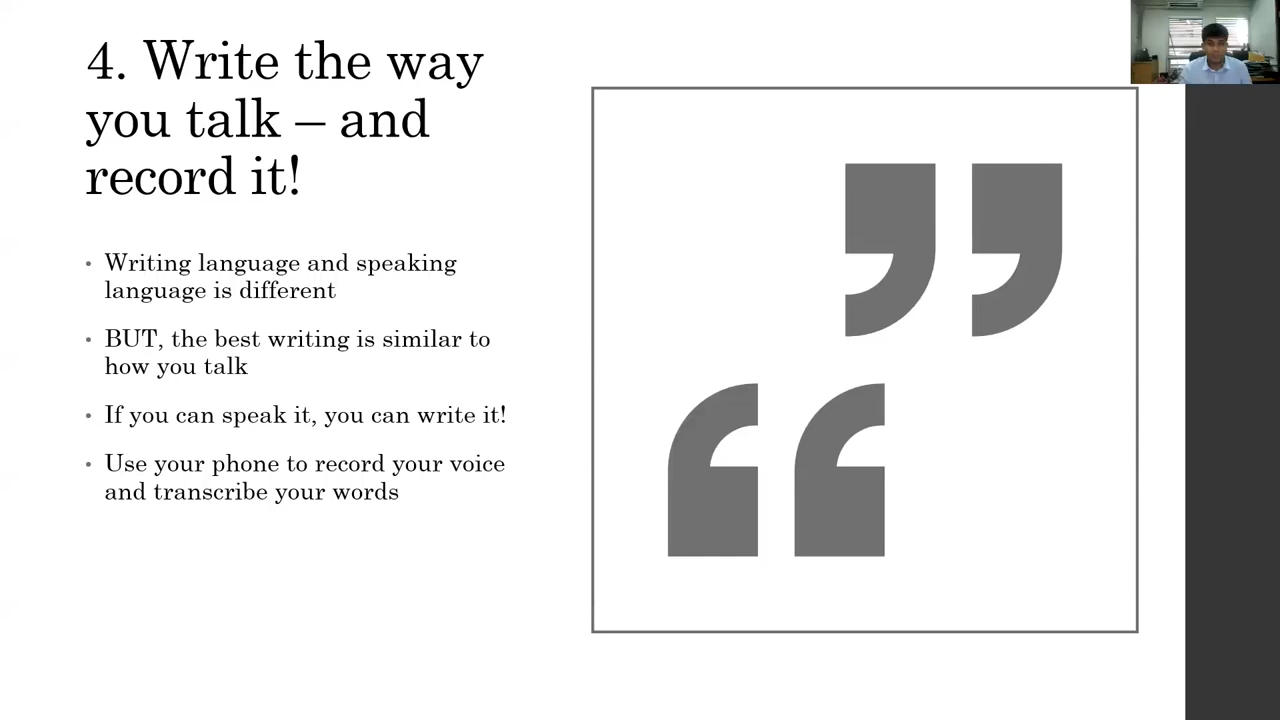 4. Write the way
you talk – and
record it!
• Writing language and speaking
language is different
• BUT, the best writing is similar to
how you talk
• If you can speak it, you can write it!
• Use your phone to record your voice
and transcribe your words